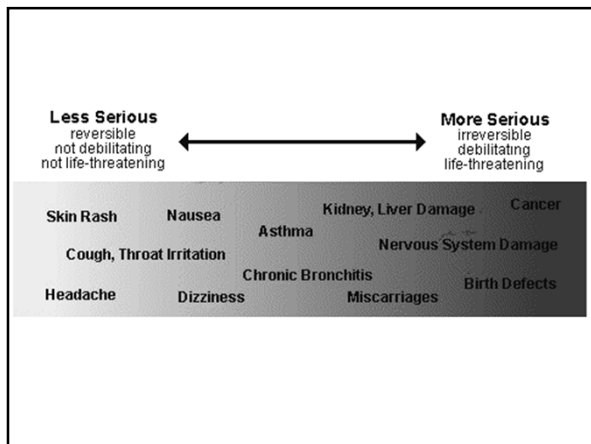 Less Serious
reversible
not debilitating
not life-threatening
More Serious
irreversible
debilitating
life-threatening
Skin Rash
Nausea
Asthma
Kidney, Liver Damage
Cancer
Cough, Throat Irritation
Nervous System Damage
Chronic Bronchitis
Headache
Dizziness
Miscarriages
Birth Defects